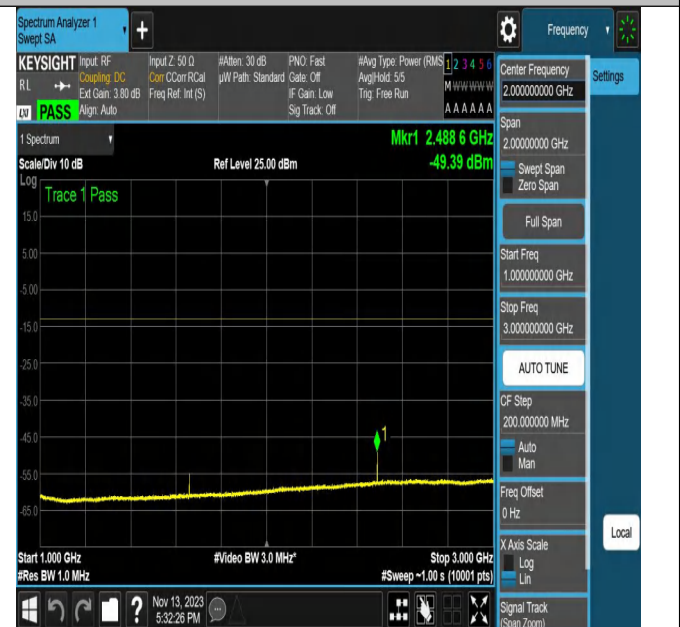 Spectrum Analyzer 1
Swept SA
+
Frequency
KEYSIGHT
RL
LXI
PASS
Input: RF
Coupling: DC
Ext Gain: 3.80 dB
Align: Auto
Input Z: 50 Ω
Corr CCorr RCal
Freq Ref: Int (S)
#Atten: 30 dB
µW Path: Standard
PNO: Fast
Gate: Off
IF Gain: Low
Sig Track: Off
#Avg Type: Power (RMS
Avg|Hold: 5/5
Trig: Free Run
1 2 3 4 5 6
M W W W W W
A A A A A A
1 Spectrum
Scale/Div 10 dB
Log
Ref Level 25.00 dBm
Mkr1 2.488 6 GHz
-49.39 dBm
Trace 1 Pass
15.0
5.00
-5.00
-15.0
-25.0
-35.0
-45.0
-55.0
-65.0
1
Start 1.000 GHz
#Res BW 1.0 MHz
#Video BW 3.0 MHz*
Stop 3.000 GHz
#Sweep ~1.00 s (10001 pts)
Center Frequency
2.000000000 GHz
Settings
Span
2.00000000 GHz
Swept Span
Zero Span
Full Span
Start Freq
1.000000000 GHz
Stop Freq
3.000000000 GHz
AUTO TUNE
CF Step
200.000000 MHz
Auto
Man
Freq Offset
0 Hz
X Axis Scale
Log
Lin
Local
Signal Track
(Span Zoom)
?
Nov 13, 2023
5:32:26 PM